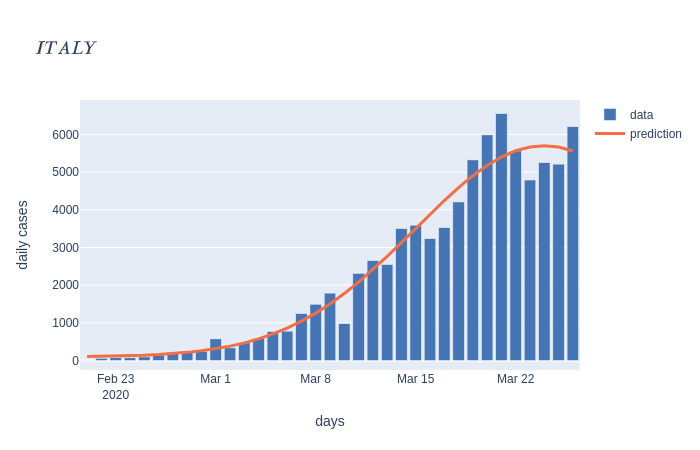 ITALY
data
prediction
daily cases
6000
5000
4000
3000
2000
1000
0
Feb 23
2020
Mar 1
Mar 8
Mar 15
Mar 22
days